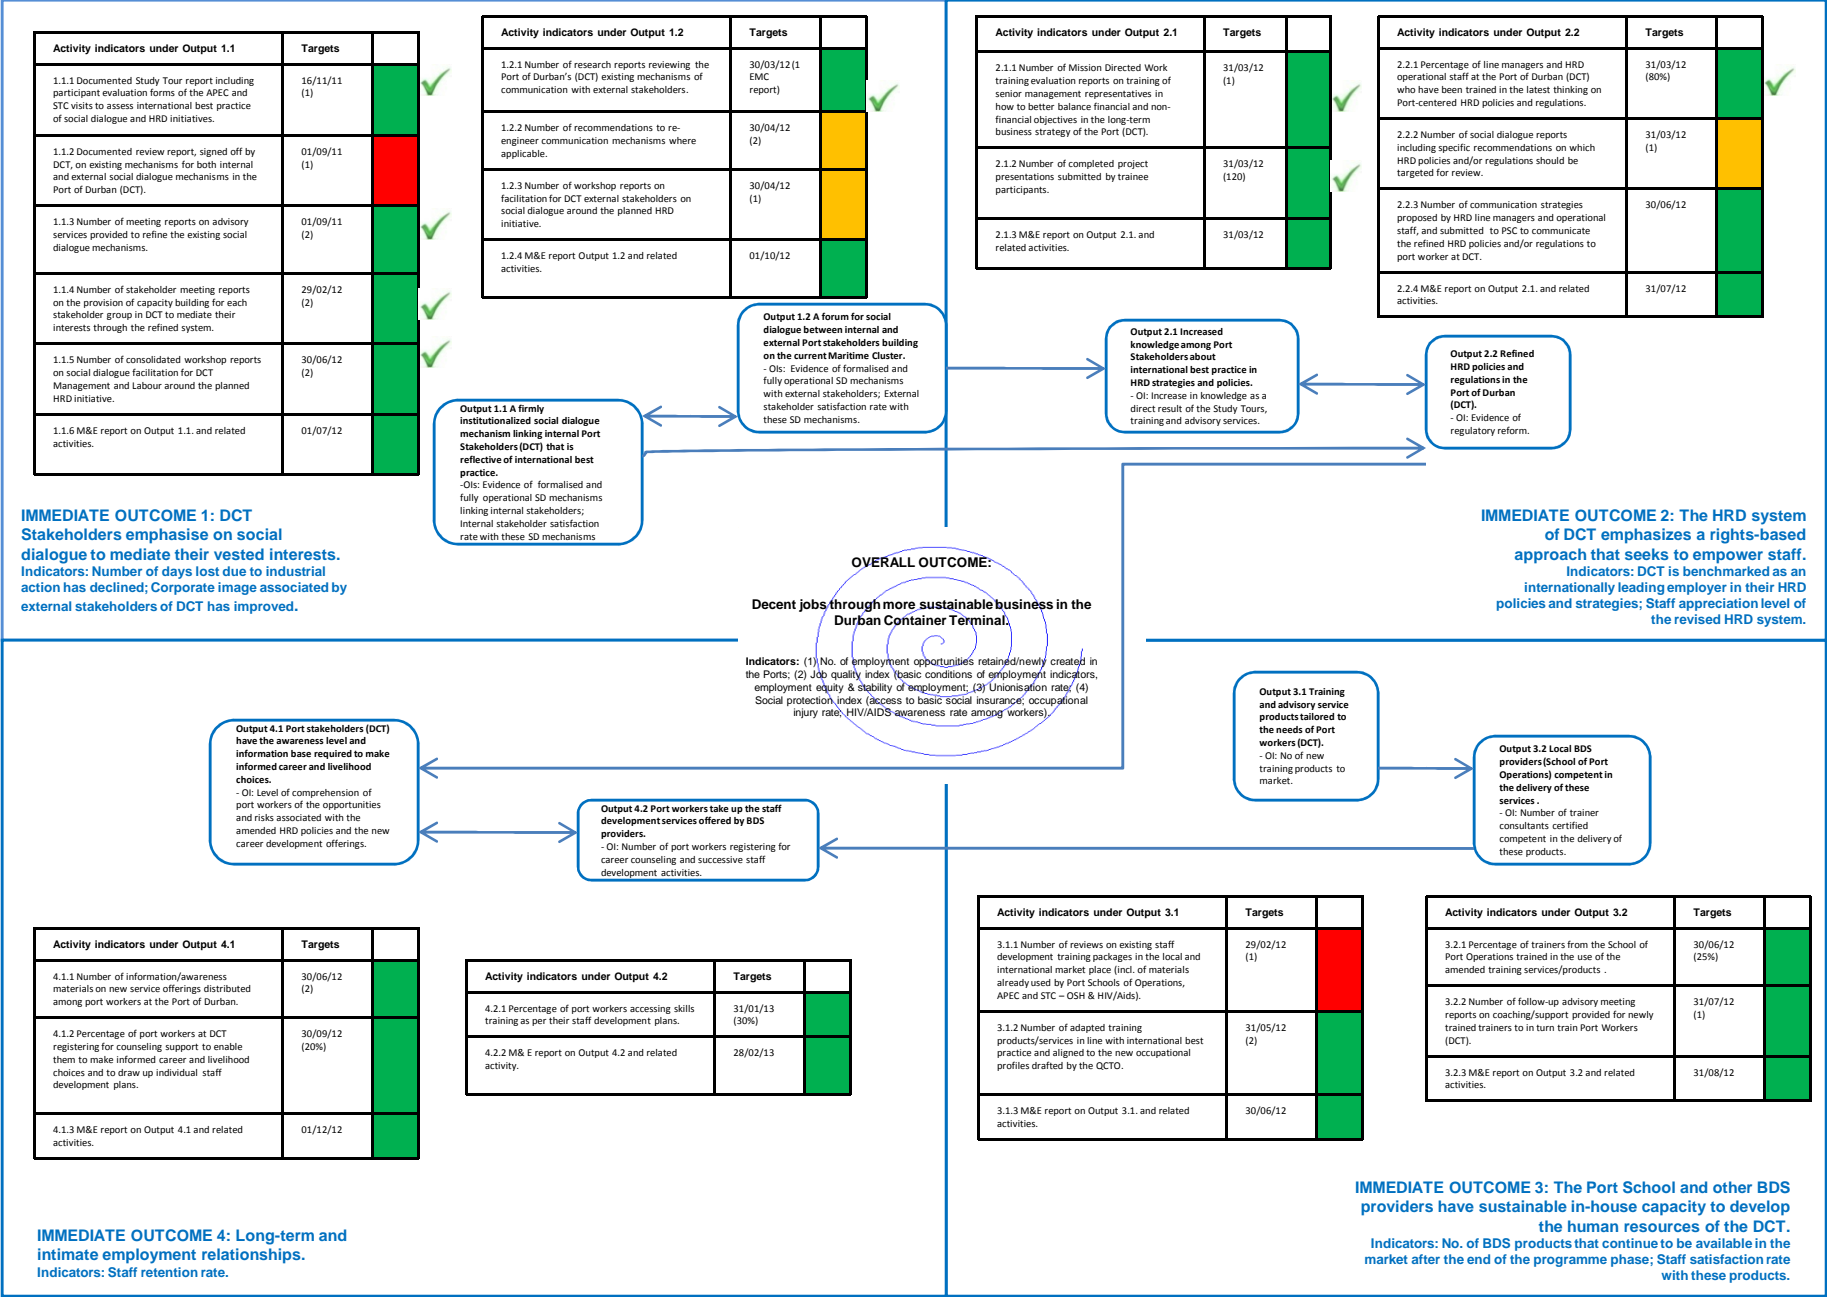 Activity indicators under Output 1.1
Targets
1.1.1 Documented Study Tour report including
participant evaluation forms of the APEC and
STC visits to assess international best practice
of social dialogue and HRD initiatives.
16/11/11
(1)
1.1.2 Documented review report, signed off by
DCT, on existing mechanisms for both internal
and external social dialogue mechanisms in the
Port of Durban (DCT).
01/09/11
(1)
1.1.3 Number of meeting reports on advisory
services provided to refine the existing social
dialogue mechanisms.
01/09/11
(2)
1.1.4 Number of stakeholder meeting reports
on the provision of capacity building for each
stakeholder group in DCT to mediate their
interests through the refined system.
29/02/12
(2)
1.1.5 Number of consolidated workshop reports
on social dialogue facilitation for DCT
Management and Labour around the planned
HRD initiative.
30/06/12
(2)
1.1.6 M&E report on Output 1.1. and related
activities.
01/07/12
Activity indicators under Output 1.2
Targets
1.2.1 Number of research reports reviewing the
Port of Durban's (DCT) existing mechanisms of
communication with external stakeholders.
30/03/12 (1
EMC
report)
1.2.2 Number of recommendations to re-
engineer communication mechanisms where
applicable.
30/04/12
(2)
1.2.3 Number of workshop reports on
facilitation for DCT external stakeholders on
social dialogue around the planned HRD
initiative.
30/04/12
(1)
1.2.4 M&E report Output 1.2 and related
activities.
01/10/12
Activity indicators under Output 2.1
Targets
2.1.1 Number of Mission Directed Work
training evaluation reports on training of
senior management representatives in
how to better balance financial and non-
financial objectives in the long-term
business strategy of the Port (DCT).
31/03/12
(1)
2.1.2 Number of completed project
presentations submitted by trainee
participants.
31/03/12
(120)
2.1.3 M&E report on Output 2.1. and
related activities.
31/03/12
Activity indicators under Output 2.2
Targets
2.2.1 Percentage of line managers and HRD
operational staff at the Port of Durban (DCT)
who have been trained in the latest thinking on
Port-centered HRD policies and regulations.
31/03/12
(80%)
2.2.2 Number of social dialogue reports
including specific recommendations on which
HRD policies and/or regulations should be
targeted for review.
31/03/12
(1)
2.2.3 Number of communication strategies
proposed by HRD line managers and operational
staff, and submitted to PSC to communicate
the refined HRD policies and/or regulations to
port worker at DCT.
30/06/12
2.2.4 M&E report on Output 2.1. and related
activities.
31/07/12
Output 1.2 A forum for social
dialogue between internal and
external Port stakeholders building
on the current Maritime Cluster.
- OIs: Evidence of formalised and
fully operational SD mechanisms
with external stakeholders; External
stakeholder satisfaction rate with
these SD mechanisms.
Output 2.1 Increased
knowledge among Port
Stakeholders about
international best practice in
HRD strategies and policies.
- OI: Increase in knowledge as a
direct result of the Study Tours,
training and advisory services.
Output 2.2 Refined
HRD policies and
regulations in the
Port of Durban
(DCT).
- OI: Evidence of
regulatory reform.
Output 1.1 A firmly
institutionalized social dialogue
mechanism linking internal Port
Stakeholders (DCT) that is
reflective of international best
practice.
-OIs: Evidence of formalised and
fully operational SD mechanisms
linking internal stakeholders;
Internal stakeholder satisfaction
rate with these SD mechanisms
IMMEDIATE OUTCOME 1: DCT
Stakeholders emphasise on social
dialogue to mediate their vested interests.
Indicators: Number of days lost due to industrial
action has declined; Corporate image associated by
external stakeholders of DCT has improved.
IMMEDIATE OUTCOME 2: The HRD system
of DCT emphasizes a rights-based
approach that seeks to empower staff.
Indicators: DCT is benchmarked as an
internationally leading employer in their HRD
policies and strategies; Staff appreciation level of
the revised HRD system.
OVERALL OUTCOME:
Decent jobs through more sustainable business in the
Durban Container Terminal.
Indicators: (1) No. of employment opportunities retained/newly created in
the Ports; (2) Job quality index (basic conditions of employment indicators,
employment equity & stability of employment; (3) Unionisation rate; (4)
Social protection index (access to basic social insurance; occupational
injury rate; HIV/AIDS awareness rate among workers).
Output 3.1 Training
and advisory service
products tailored to
the needs of Port
workers (DCT).
- OI: No of new
training products to
market.
Output 3.2 Local BDS
providers (School of Port
Operations) competent in
the delivery of these
services .
- OI: Number of trainer
consultants certified
competent in the delivery of
these products.
Output 4.1 Port stakeholders (DCT)
have the awareness level and
information base required to make
informed career and livelihood
choices.
- OI: Level of comprehension of
port workers of the opportunities
and risks associated with the
amended HRD policies and the new
career development offerings.
Output 4.2 Port workers take up the staff
development services offered by BDS
providers.
- OI: Number of port workers registering for
career counseling and successive staff
development activities.
Activity indicators under Output 4.1
Targets
4.1.1 Number of information/awareness
materials on new service offerings distributed
among port workers at the Port of Durban.
30/06/12
(2)
4.1.2 Percentage of port workers at DCT
registering for counseling support to enable
them to make informed career and livelihood
choices and to draw up individual staff
development plans.
30/09/12
(20%)
4.1.3 M&E report on Output 4.1 and related
activities.
01/12/12
Activity indicators under Output 4.2
Targets
4.2.1 Percentage of port workers accessing skills
training as per their staff development plans.
31/01/13
(30%)
4.2.2 M& E report on Output 4.2 and related
activity.
28/02/13
Activity indicators under Output 3.1
Targets
3.1.1 Number of reviews on existing staff
development training packages in the local and
international market place (incl. of materials
already used by Port Schools of Operations,
APEC and STC – OSH & HIV/Aids).
29/02/12
(1)
3.1.2 Number of adapted training
products/services in line with international best
practice and aligned to the new occupational
profiles drafted by the QCTO.
31/05/12
(2)
3.1.3 M&E report on Output 3.1. and related
activities.
30/06/12
Activity indicators under Output 3.2
Targets
3.2.1 Percentage of trainers from the School of
Port Operations trained in the use of the
amended training services/products .
30/06/12
(25%)
3.2.2 Number of follow-up advisory meeting
reports on coaching/support provided for newly
trained trainers to in turn train Port Workers
(DCT).
31/07/12
(1)
3.2.3 M&E report on Output 3.2 and related
activities.
31/08/12
IMMEDIATE OUTCOME 4: Long-term and
intimate employment relationships.
Indicators: Staff retention rate.
IMMEDIATE OUTCOME 3: The Port School and other BDS
providers have sustainable in-house capacity to develop
the human resources of the DCT.
Indicators: No. of BDS products that continue to be available in the
market after the end of the programme phase; Staff satisfaction rate
with these products.